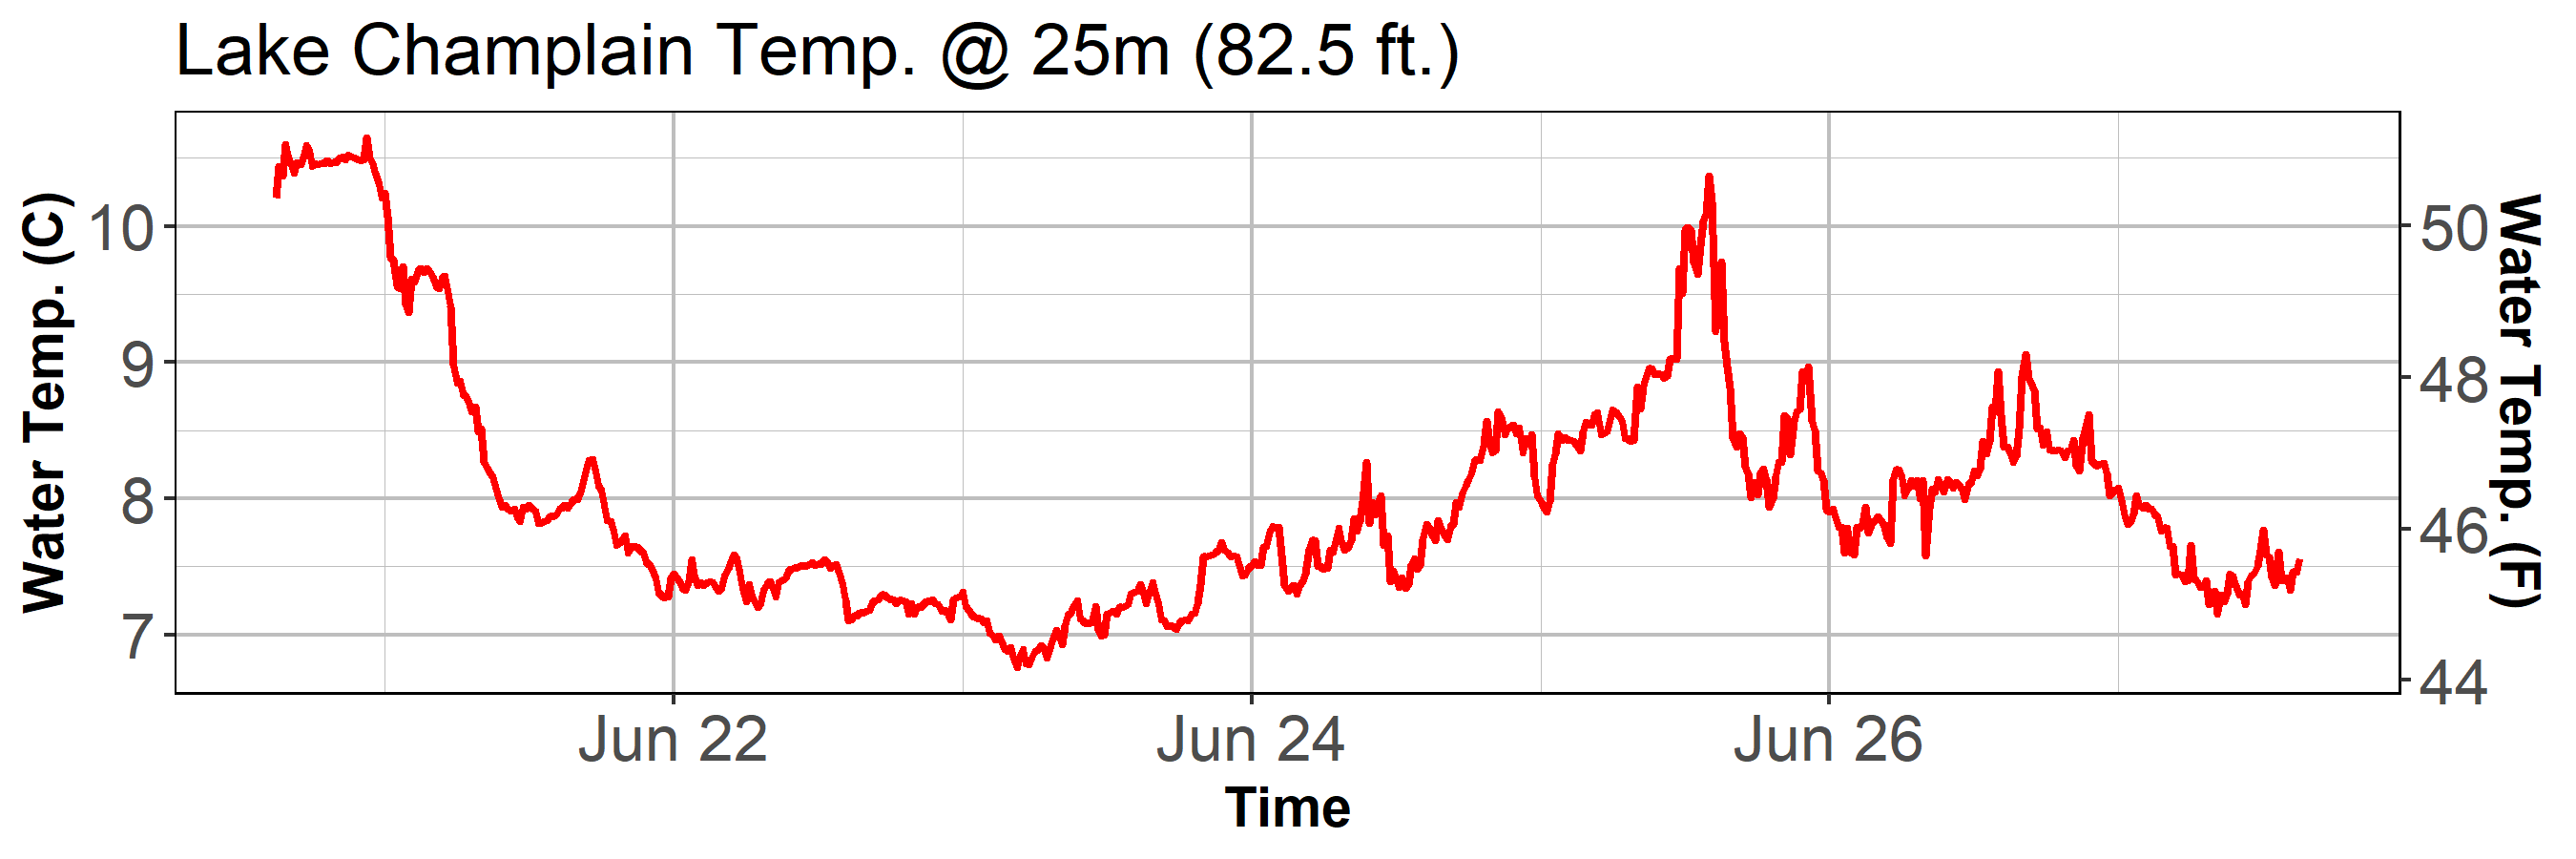 Lake Champlain Temp. @ 25m (82.5 ft.)
Water Temp. (C)
10
9
8
7
50
48
46
44
Water Temp. (F)
Jun 22
Jun 24
Jun 26
Time